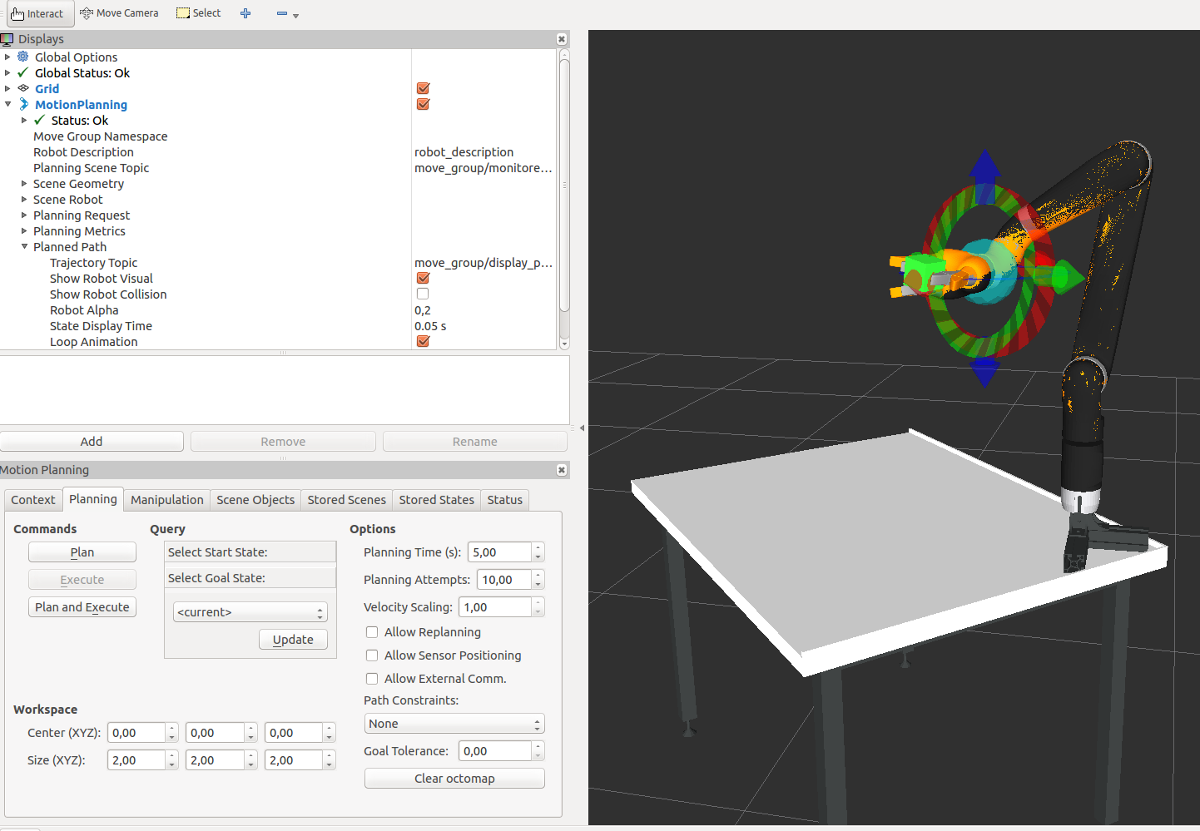 Interact Move Camera Select
Displays
Global Options
Global Status: Ok
Grid
MotionPlanning
Status: Ok
Move Group Namespace
Robot Description robot_description
Planning Scene Topic move_group/monitore...
Scene Geometry
Scene Robot
Planning Request
Planning Metrics
Planned Path
Trajectory Topic move_group/display_p...
Show Robot Visual
Show Robot Collision
Robot Alpha 0,2
State Display Time 0.05 s
Loop Animation
Add Remove Rename
Motion Planning
Context Planning Manipulation Scene Objects Stored Scenes Stored States Status
Commands Query Options
Plan Select Start State: Planning Time (s): 5,00
Execute Select Goal State: Planning Attempts: 10,00
Plan and Execute <current> Velocity Scaling: 1,00
Allow Replanning
Update
Allow Sensor Positioning
Allow External Comm.
Path Constraints:
Workspace
None
Center (XYZ): 0,00 0,00 0,00
Goal Tolerance: 0,00
Size (XYZ): 2,00 2,00 2,00
Clear octomap